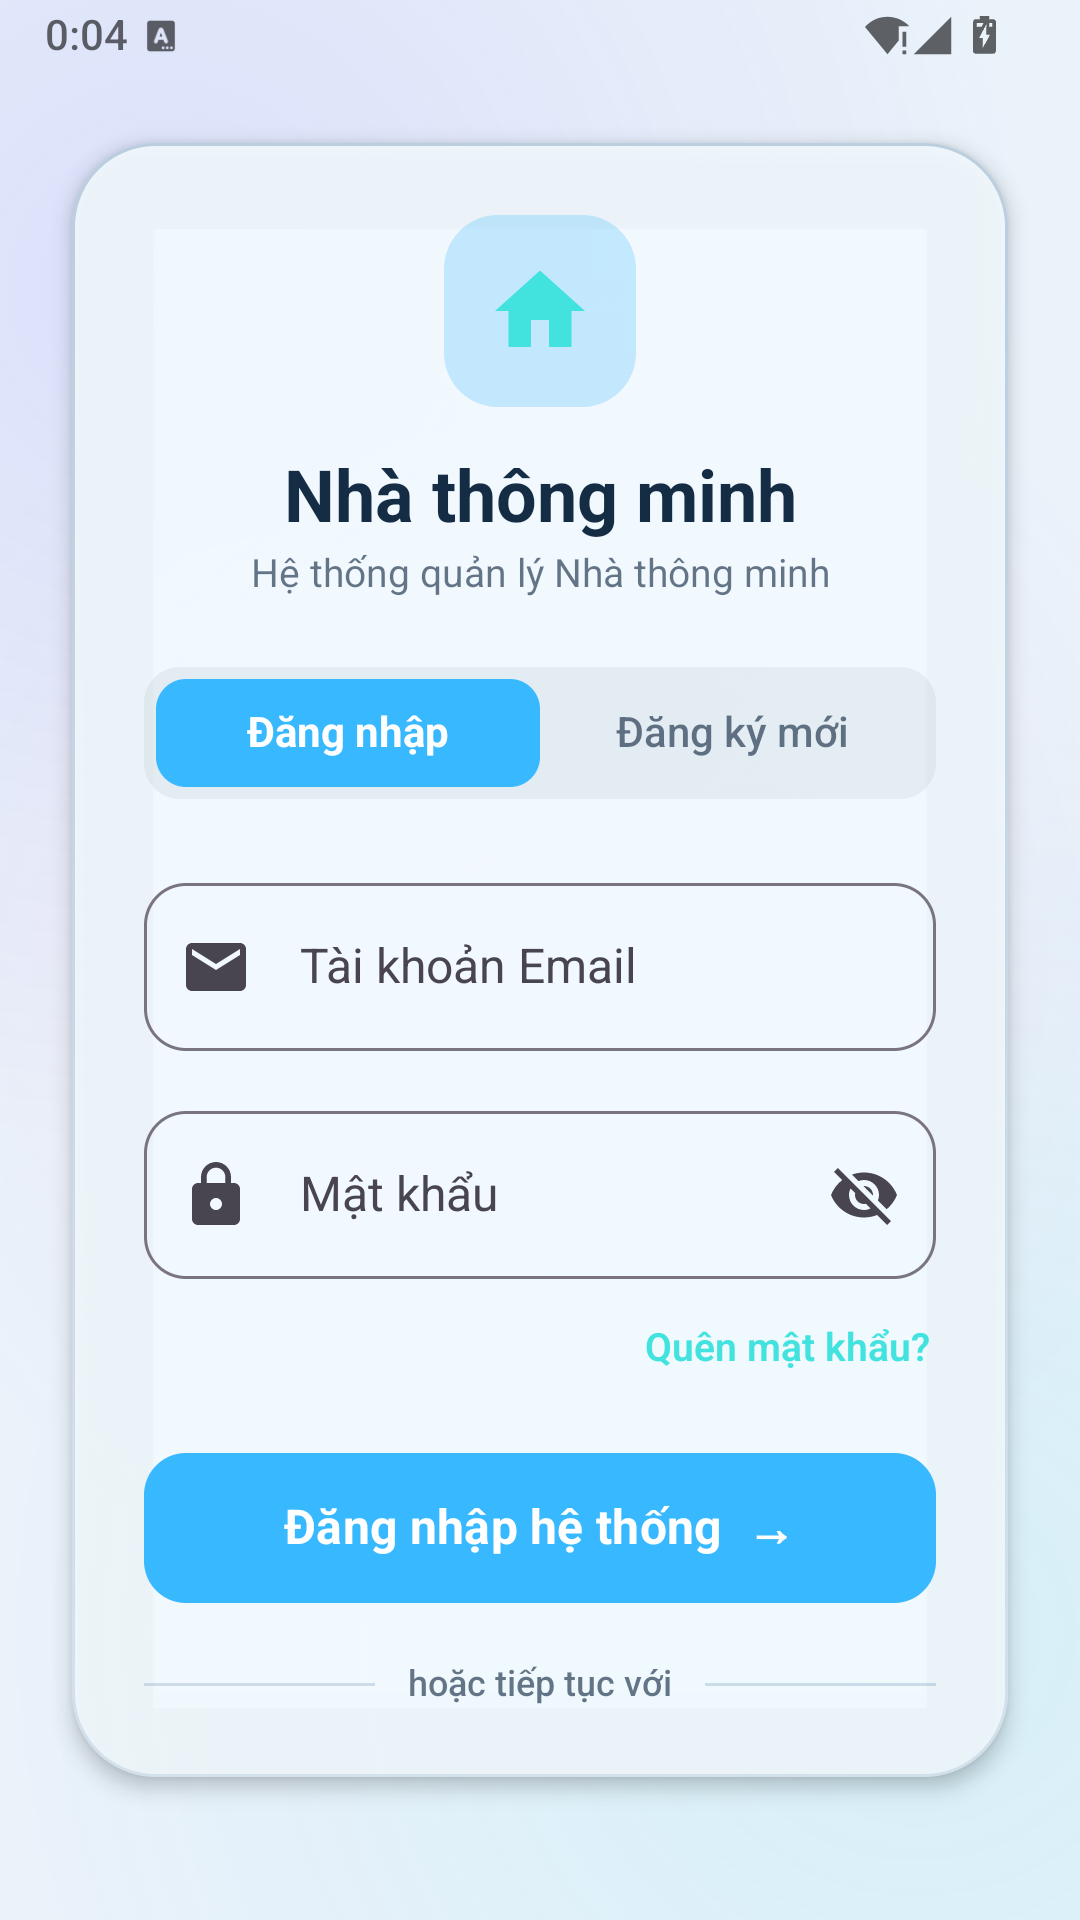 0:04
Nhà thông minh
Hệ thống quản lý Nhà thông minh
Đăng nhập
Đăng ký mới
Tài khoản Email
Mật khẩu
Quên mật khẩu?
Đăng nhập hệ thống →
hoặc tiếp tục với